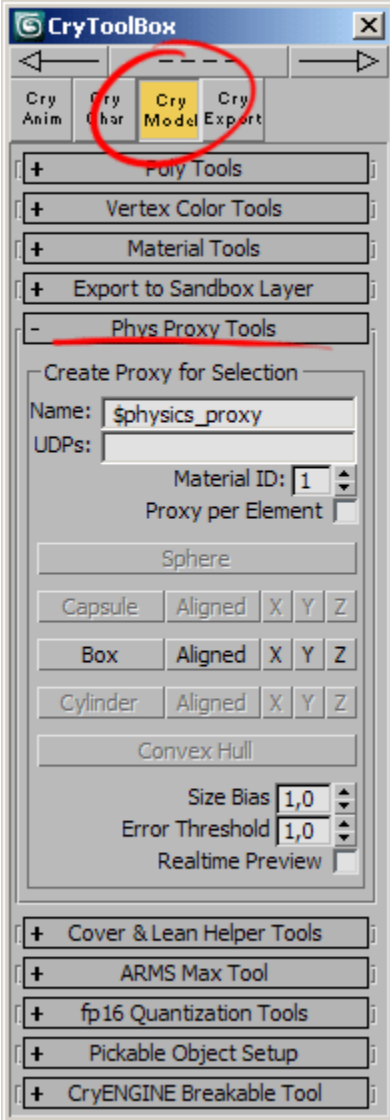 CryToolBox
Cry Anim
Cry Char
Cry Model
Cry Export
+ Poly Tools
+ Vertex Color Tools
+ Material Tools
+ Export to Sandbox Layer
- Phys Proxy Tools
Create Proxy for Selection
Name: $physics_proxy
UDPs:
Material ID: 1
Proxy per Element
Sphere
Capsule Aligned X Y Z
Box Aligned X Y Z
Cylinder Aligned X Y Z
Convex Hull
Size Bias 1,0
Error Threshold 1,0
Realtime Preview
+ Cover & Lean Helper Tools
+ ARMS Max Tool
+ fp16 Quantization Tools
+ Pickable Object Setup
+ CryENGINE Breakable Tool